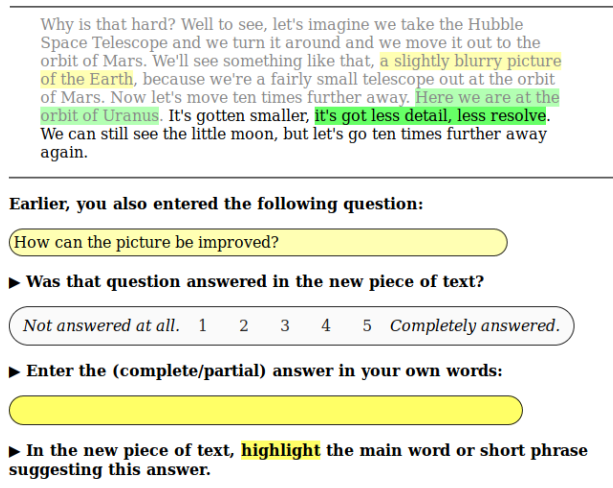 Why is that hard? Well to see, let's imagine we take the Hubble
Space Telescope and we turn it around and we move it out to the
orbit of Mars. We'll see something like that, a slightly blurry picture
of the Earth, because we're a fairly small telescope out at the orbit
of Mars. Now let's move ten times further away. Here we are at the
orbit of Uranus. It's gotten smaller, it's got less detail, less resolve.
We can still see the little moon, but let's go ten times further away
again.
Earlier, you also entered the following question:
How can the picture be improved?
▶ Was that question answered in the new piece of text?
Not answered at all. 1 2 3 4 5 Completely answered.
▶ Enter the (complete/partial) answer in your own words:
▶ In the new piece of text, highlight the main word or short phrase
suggesting this answer.